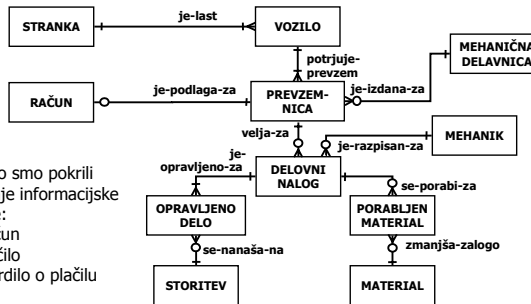 je-last
STRANKA
VOZILO
potrjuje-
prevzem
MEHANIČNA
DELAVNICA
je-podlaga-za
je-izdana-za
RAČUN
PREVZEM-
NICA
velja-za
je-razpisan-za
MEHANIK
je-
opravljeno-za
DELOVNI
NALOG
o smo pokrili
je informacijske
e:
un
čilo
rdilo o plačilu
se-porabi-za
OPRAVLJENO
DELO
PORABLJEN
MATERIAL
se-nanaša-na
zmanjša-zalogo
STORITEV
MATERIAL